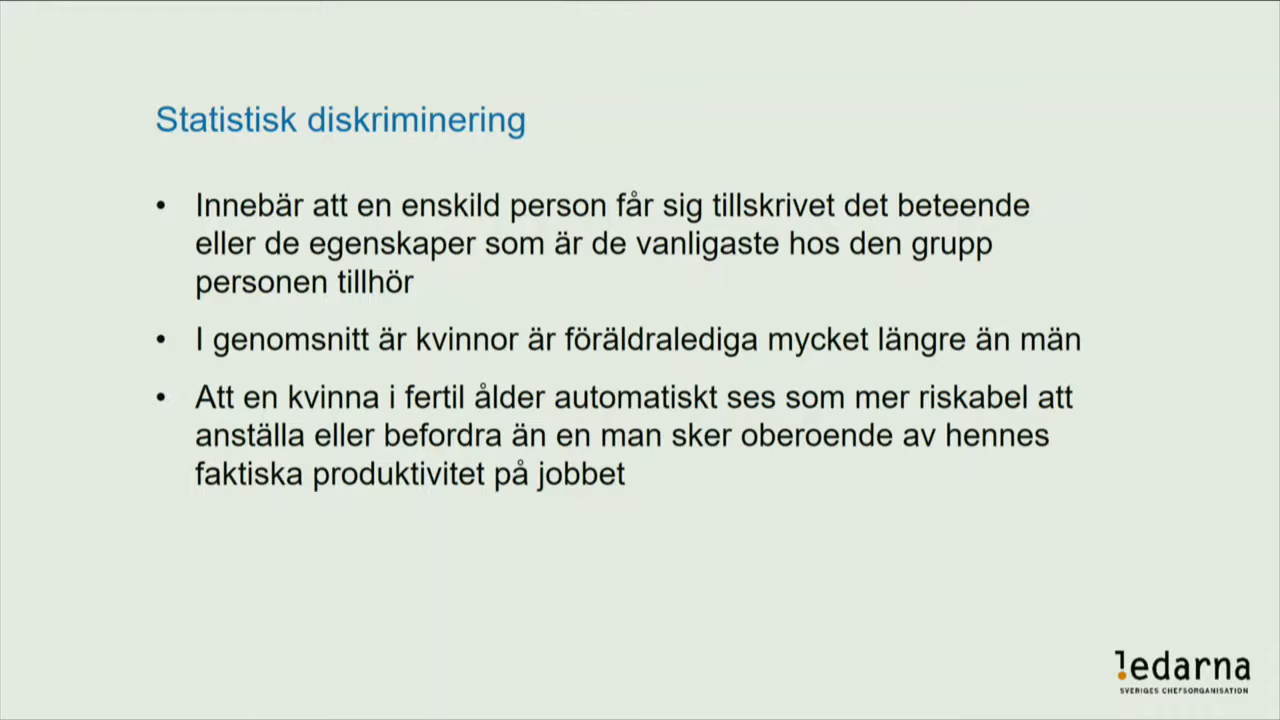 Statistisk diskriminering
• Innebär att en enskild person får sig tillskrivet det beteende
eller de egenskaper som är de vanligaste hos den grupp
personen tillhör
• I genomsnitt är kvinnor är föräldralediga mycket längre än män
• Att en kvinna i fertil ålder automatiskt ses som mer riskabel att
anställa eller befordra än en man sker oberoende av hennes
faktiska produktivitet på jobbet
ledarna
SVERIGES CHEFSORGANISATION